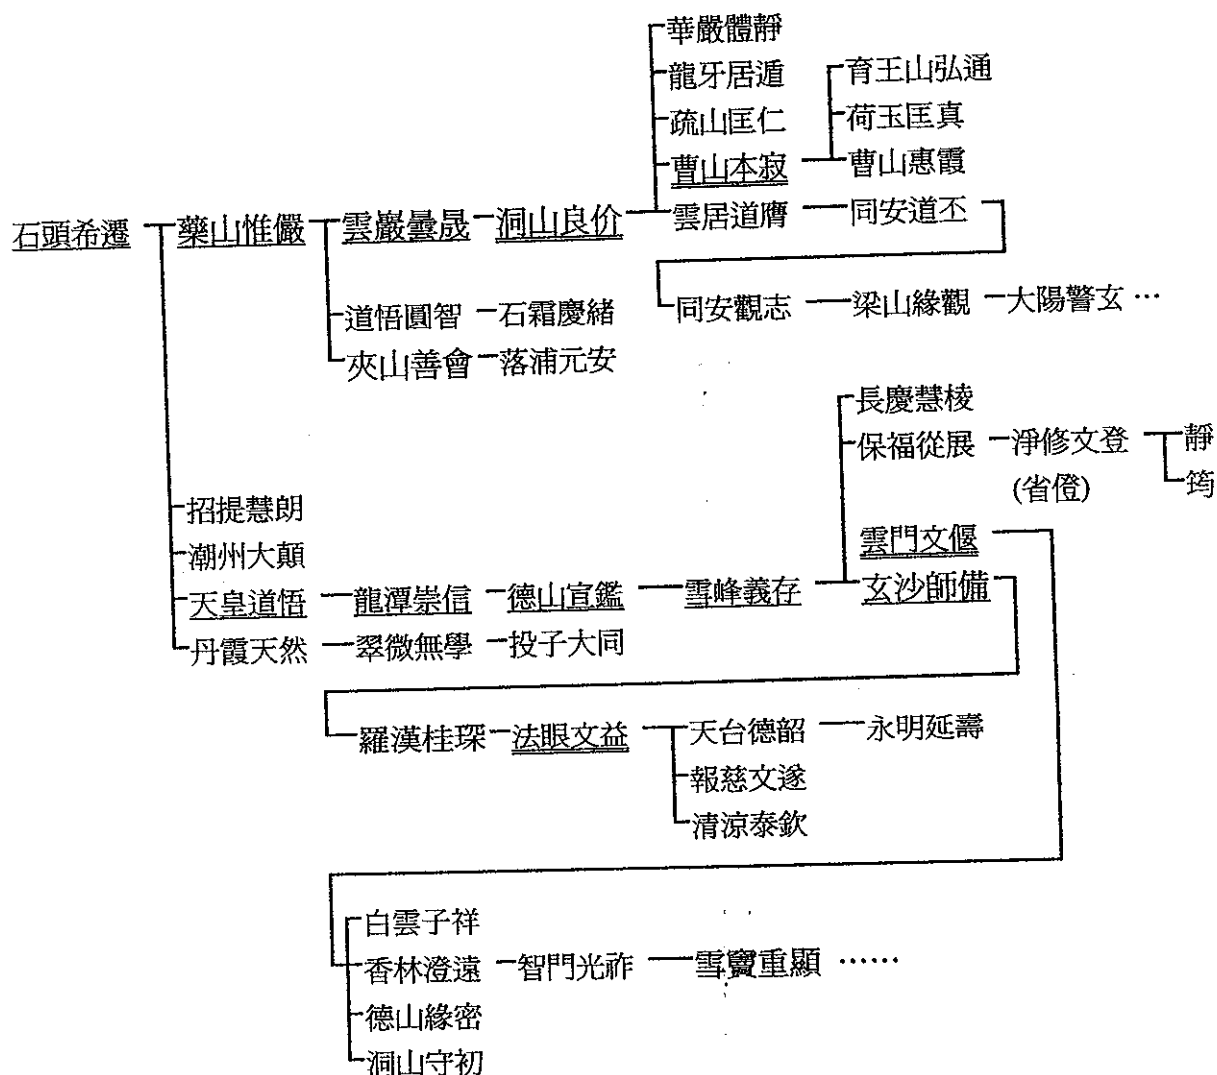 華嚴體靜
龍牙居遁
育王山弘通
疏山匡仁
荷玉匡真
曹山本寂
曹山惠霞
石頭希遷
藥山惟儼
雲巖曇晟
洞山良价
雲居道膺
同安道丕
同安觀志
梁山緣觀
大陽警玄 …
道悟圓智
石霜慶緒
夾山善會
落浦元安
長慶慧棱
保福從展
淨修文登
(省僜)
靜
筠
招提慧朗
潮州大顛
雲門文偃
天皇道悟
龍潭崇信
德山宣鑑
雪峰義存
玄沙師備
丹霞天然
翠微無學
投子大同
羅漢桂琛
法眼文益
天台德韶
永明延壽
報慈文遂
清涼泰欽
白雲子祥
香林澄遠
智門光祚
雪竇重顯 ……
德山緣密
洞山守初